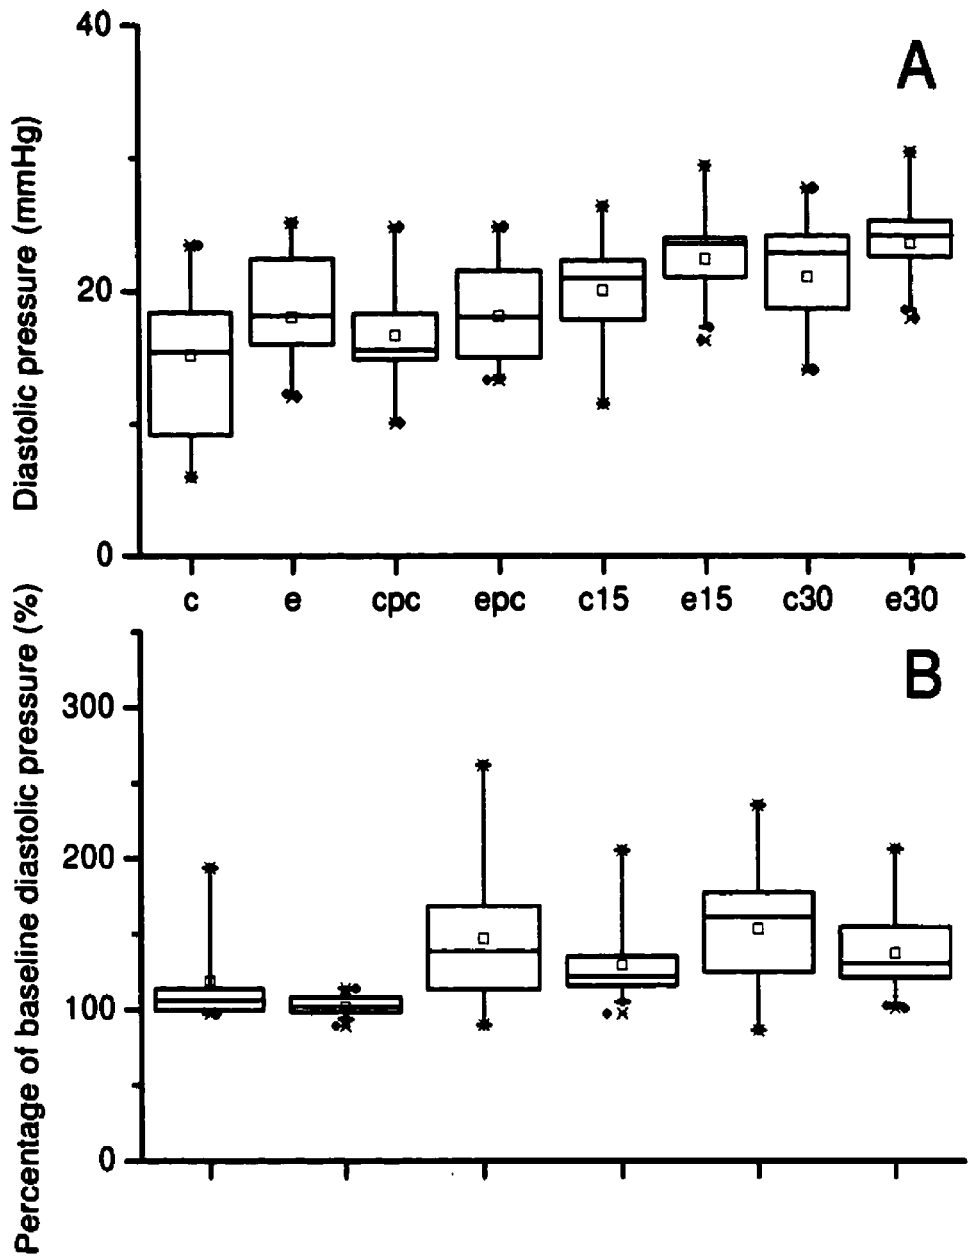 A
Diastolic pressure (mmHg)
40
20
0
c e cpc epc c15 e15 c30 e30
B
Percentage of baseline diastolic pressure (%)
300
200
100
0